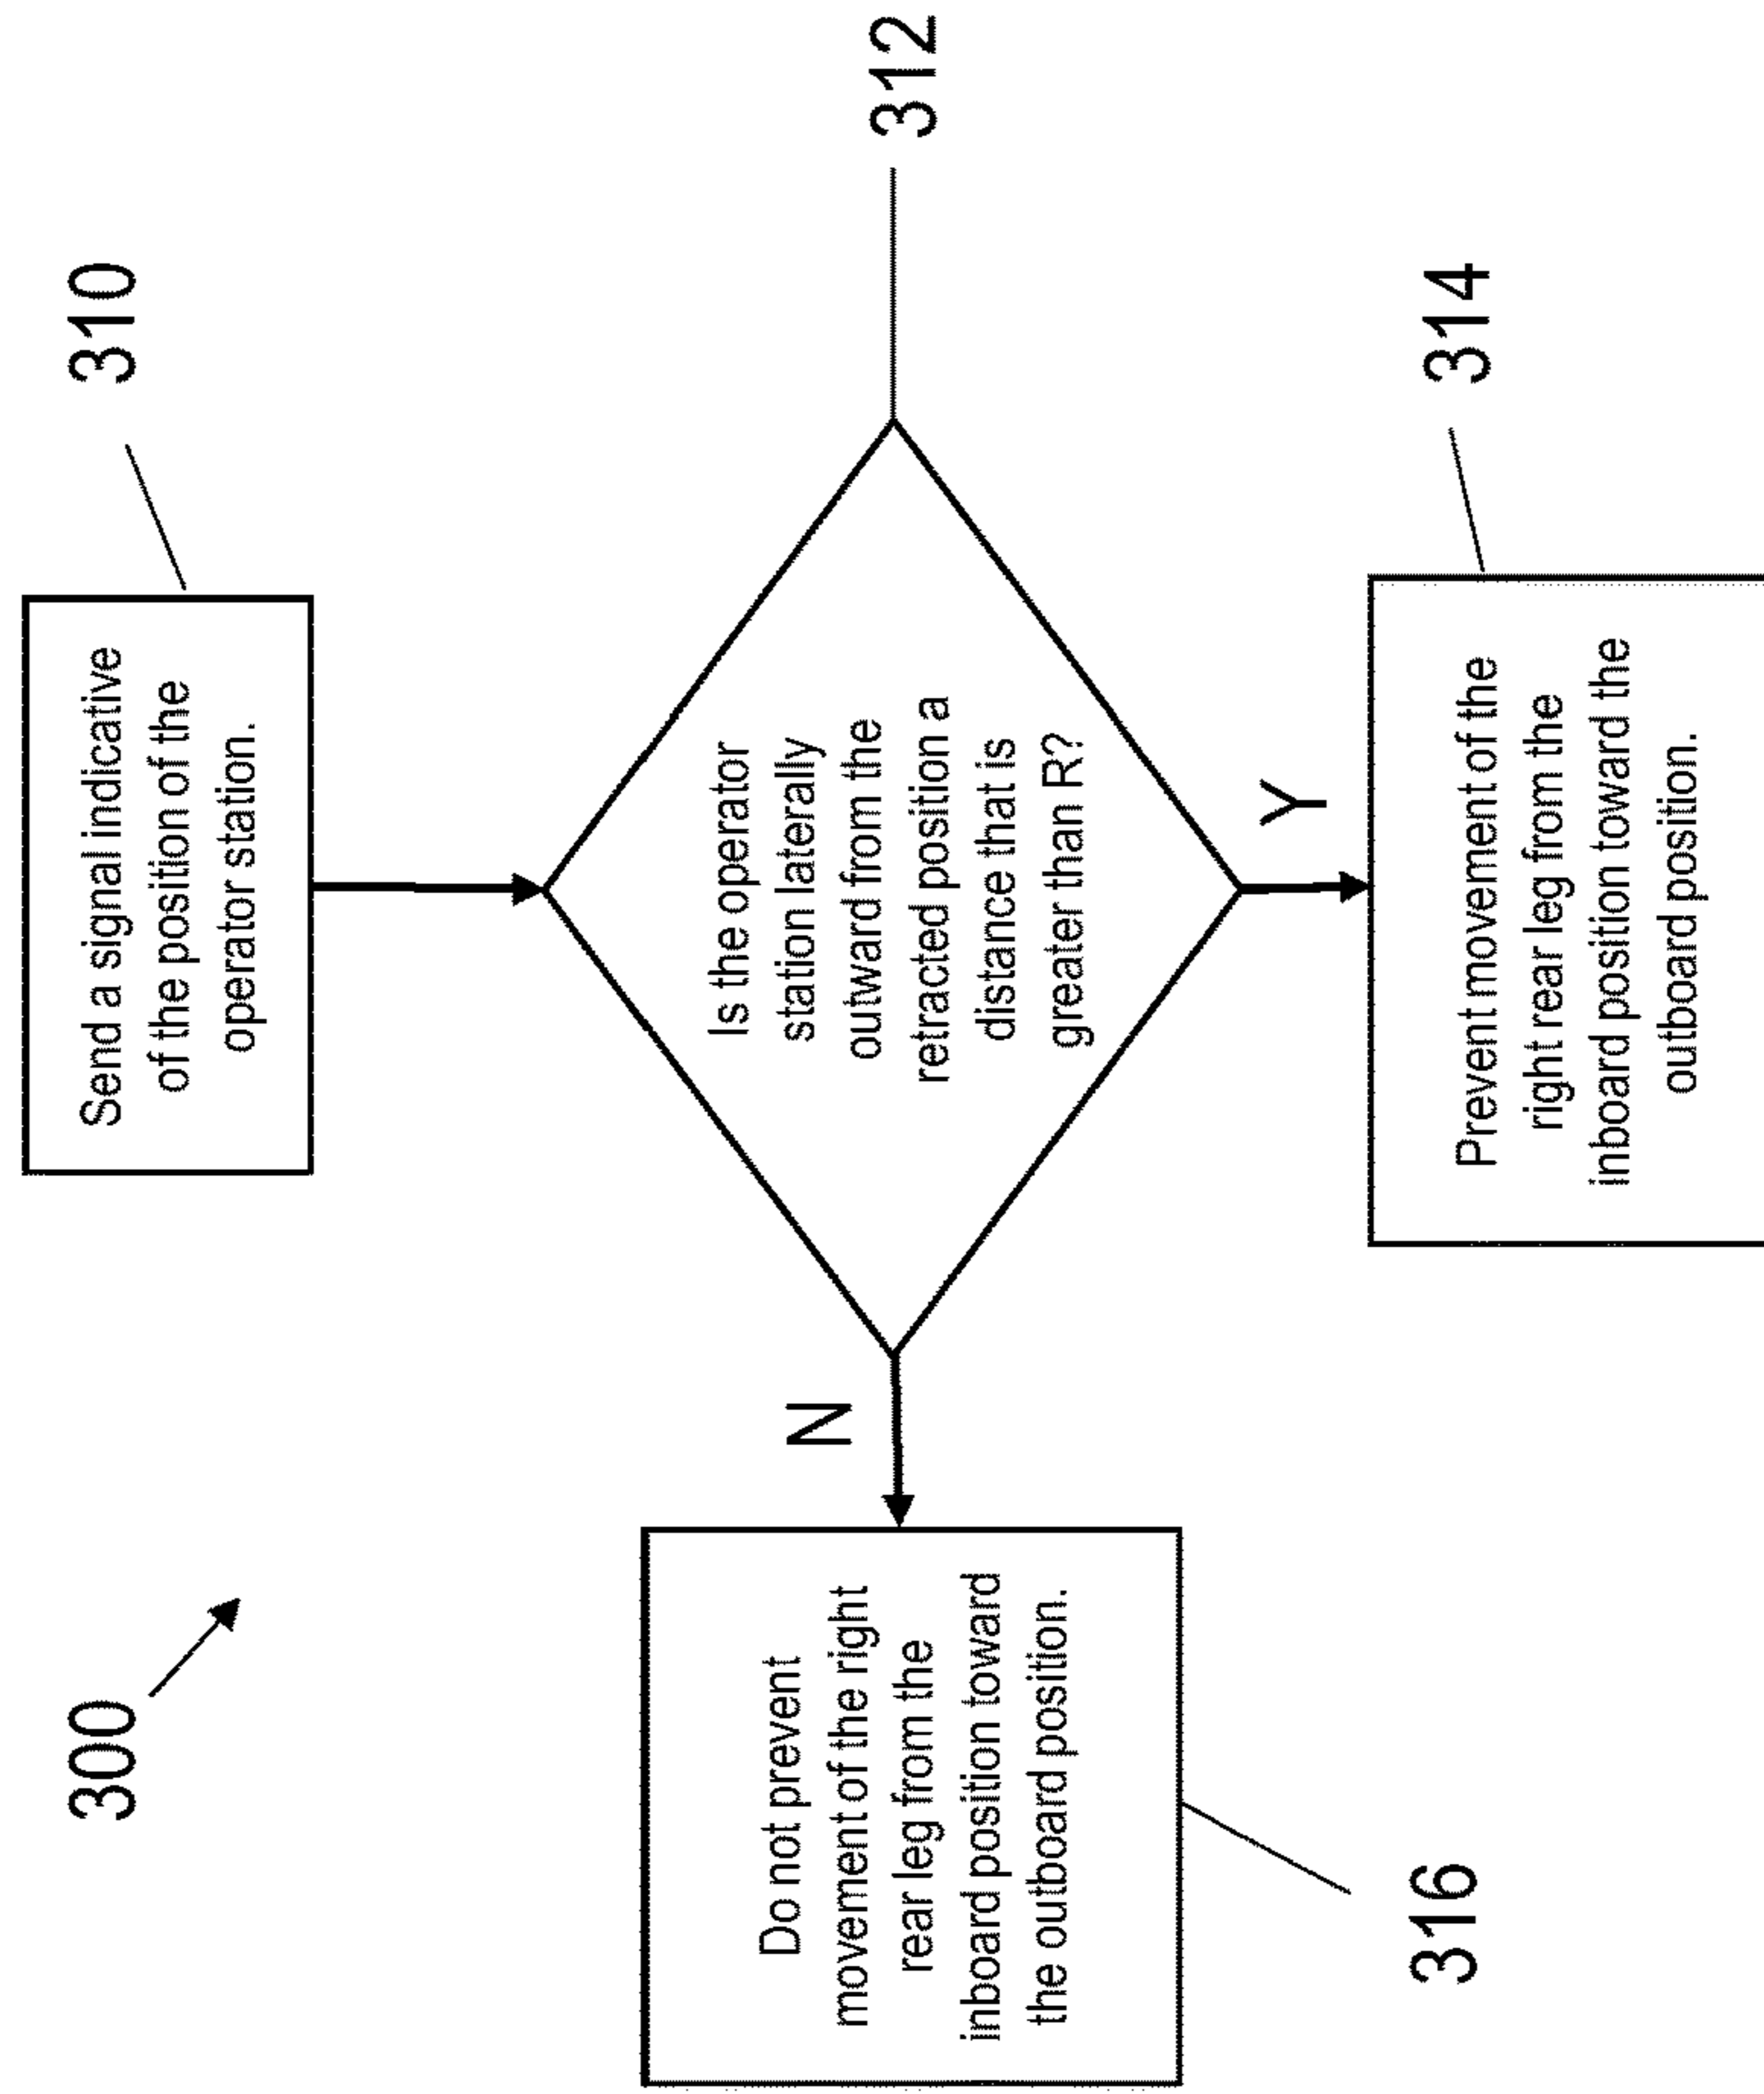 300
310
Send a signal indicative
of the position of the
operator station.
312
Is the operator
station laterally
outward from the
retracted position a
distance that is
greater than R?
N
Y
Do not prevent
movement of the right
rear leg from the
inboard position toward
the outboard position.
316
314
Prevent movement of the
right rear leg from the
inboard position toward the
outboard position.